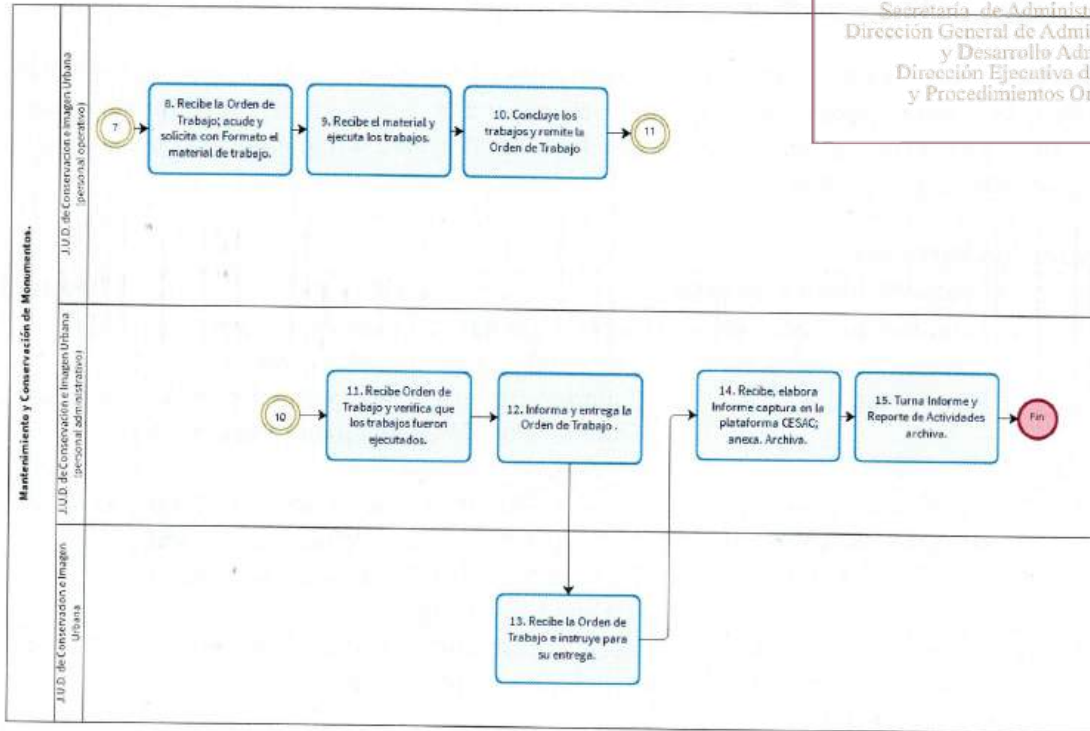 Secretaría de Administ
Dirección General de Admi
y Desarrollo Adm
Dirección Ejecutiva d
y Procedimientos Or
Mantenimiento y Conservación de Monumentos.
J.U.D. de Conservacion e Imagen Urbana
(personal operativo)
7
8. Recibe la Orden de
Trabajo; acude y
solicita con Formato el
material de trabajo.
9. Recibe el material y
ejecuta los trabajos.
10. Concluye los
trabajos y remite la
Orden de Trabajo
11
J.U.D. de Conservacion e Imagen Urbana
(personal administrativo)
10
11. Recibe Orden de
Trabajo y verifica que
los trabajos fueron
ejecutados.
12. Informa y entrega la
Orden de Trabajo .
14. Recibe, elabora
Informe captura en la
plataforma CESAC;
anexa. Archiva.
15. Turna Informe y
Reporte de Actividades
archiva.
Fin
J.U.D. de Conservacion e Imagen
Urbana
13. Recibe la Orden de
Trabajo e instruye para
su entrega.